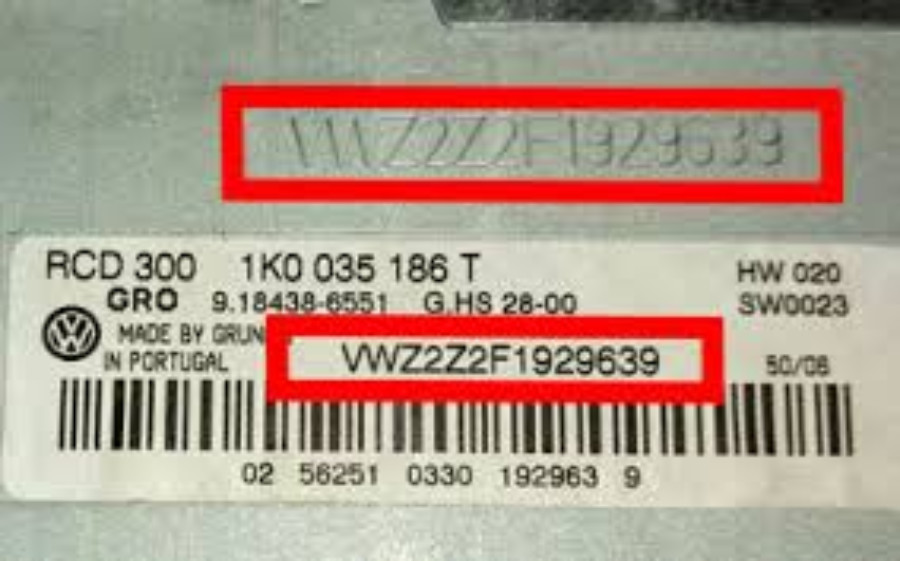 VWZ2Z2F1929639
RCD 300 1K0 035 186 T HW 020
GRO 9.18438-6551 G.HS 28-00 SW0023
MADE BY GRUN
IN PORTUGAL VWZ2Z2F1929639 50/06
02 56251 0330 192963 9